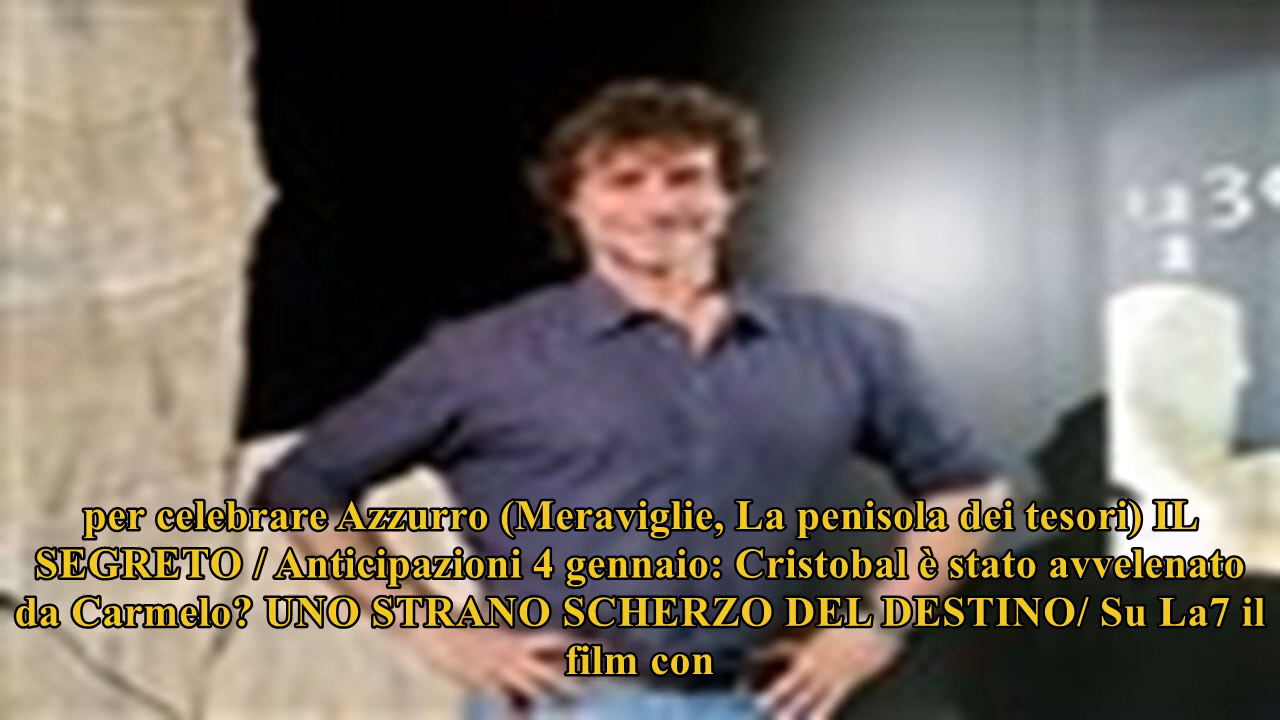 per celebrare Azzurro (Meraviglie, La penisola dei tesori) IL
SEGRETO / Anticipazioni 4 gennaio: Cristobal è stato avvelenato
da Carmelo? UNO STRANO SCHERZO DEL DESTINO/ Su La7 il
film con